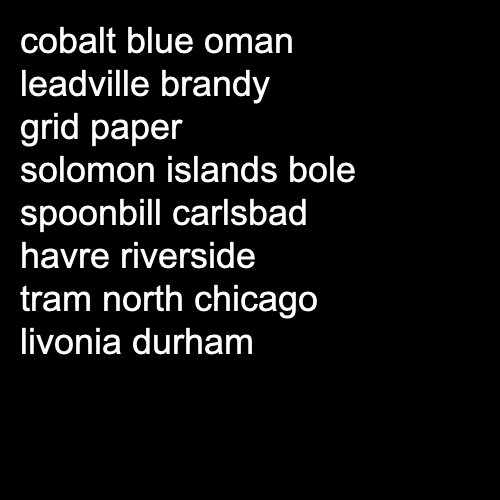 cobalt blue oman
leadville brandy
grid paper
solomon islands bole
spoonbill carlsbad
havre riverside
tram north chicago
livonia durham